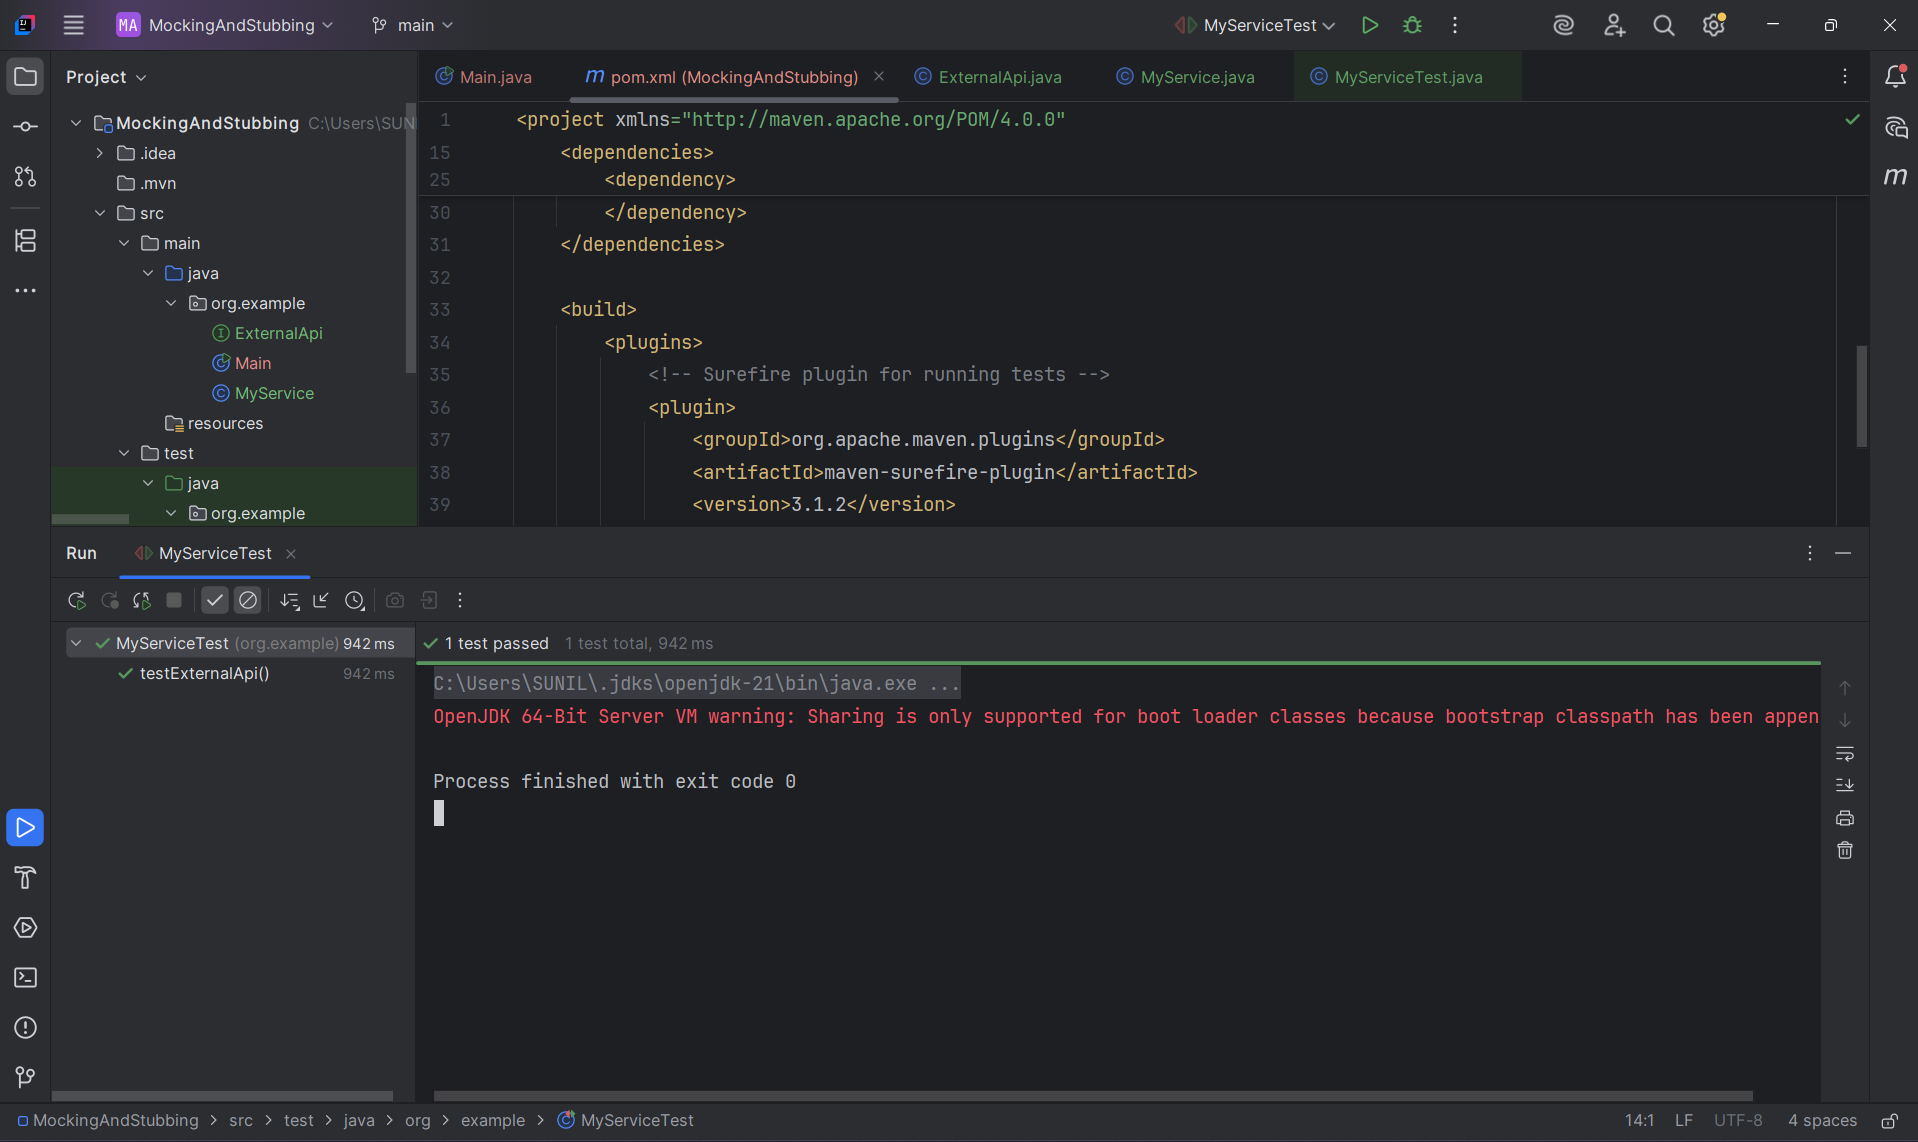 MA MockingAndStubbing main MyServiceTest
Project
Main.java pom.xml (MockingAndStubbing) ExternalApi.java MyService.java MyServiceTest.java
MockingAndStubbing C:\Users\SUN
.idea
.mvn
src
main
java
org.example
ExternalApi
Main
MyService
resources
test
java
org.example
1 <project xmlns="http://maven.apache.org/POM/4.0.0"
15 <dependencies>
25 <dependency>
30 </dependency>
31 </dependencies>
32
33 <build>
34 <plugins>
35 <!-- Surefire plugin for running tests -->
36 <plugin>
37 <groupId>org.apache.maven.plugins</groupId>
38 <artifactId>maven-surefire-plugin</artifactId>
39 <version>3.1.2</version>
Run MyServiceTest
MyServiceTest (org.example) 942 ms
testExternalApi() 942 ms
1 test passed 1 test total, 942 ms
C:\Users\SUNIL\.jdks\openjdk-21\bin\java.exe ...
OpenJDK 64-Bit Server VM warning: Sharing is only supported for boot loader classes because bootstrap classpath has been appen
Process finished with exit code 0
MockingAndStubbing > src > test > java > org > example > MyServiceTest 14:1 LF UTF-8 4 spaces